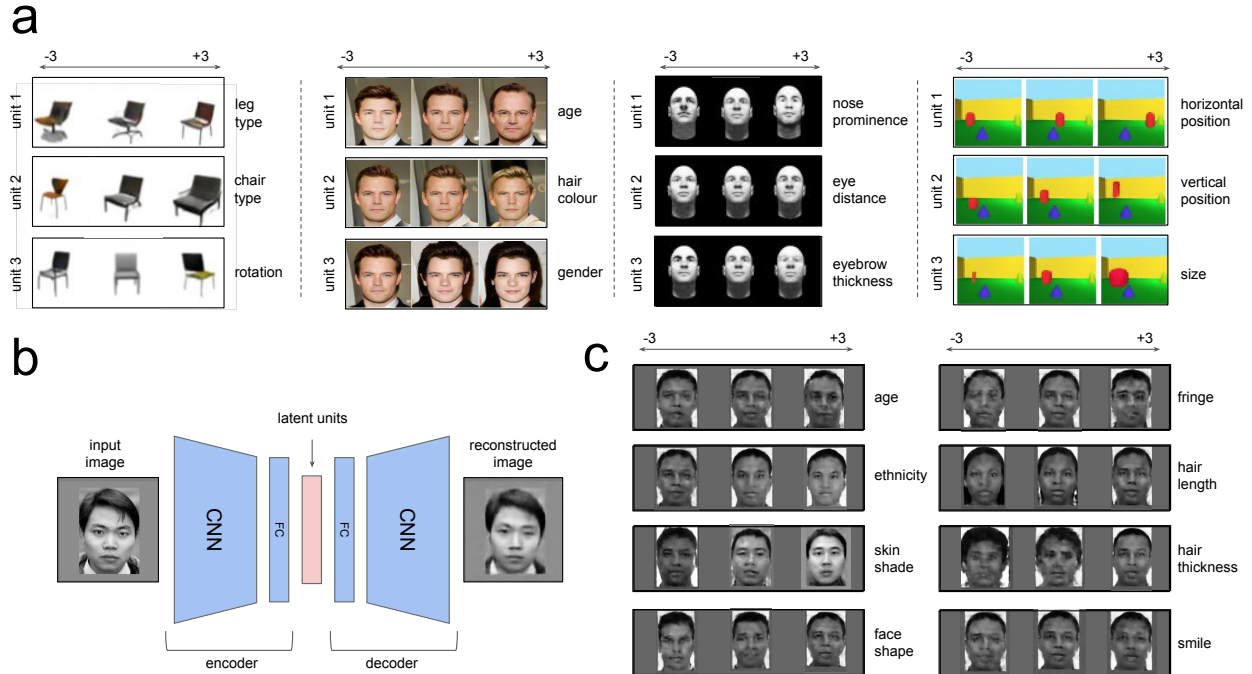 a
-3 +3
unit 1
leg
type
unit 2
chair
type
unit 3
rotation
-3 +3
unit 1
age
unit 2
hair
colour
unit 3
gender
-3 +3
unit 1
nose
prominence
unit 2
eye
distance
unit 3
eyebrow
thickness
-3 +3
unit 1
horizontal
position
unit 2
vertical
position
unit 3
size
b
input
image
latent units
reconstructed
image
CNN
FC
FC
CNN
encoder
decoder
c
-3 +3
age
ethnicity
skin
shade
face
shape
-3 +3
fringe
hair
length
hair
thickness
smile